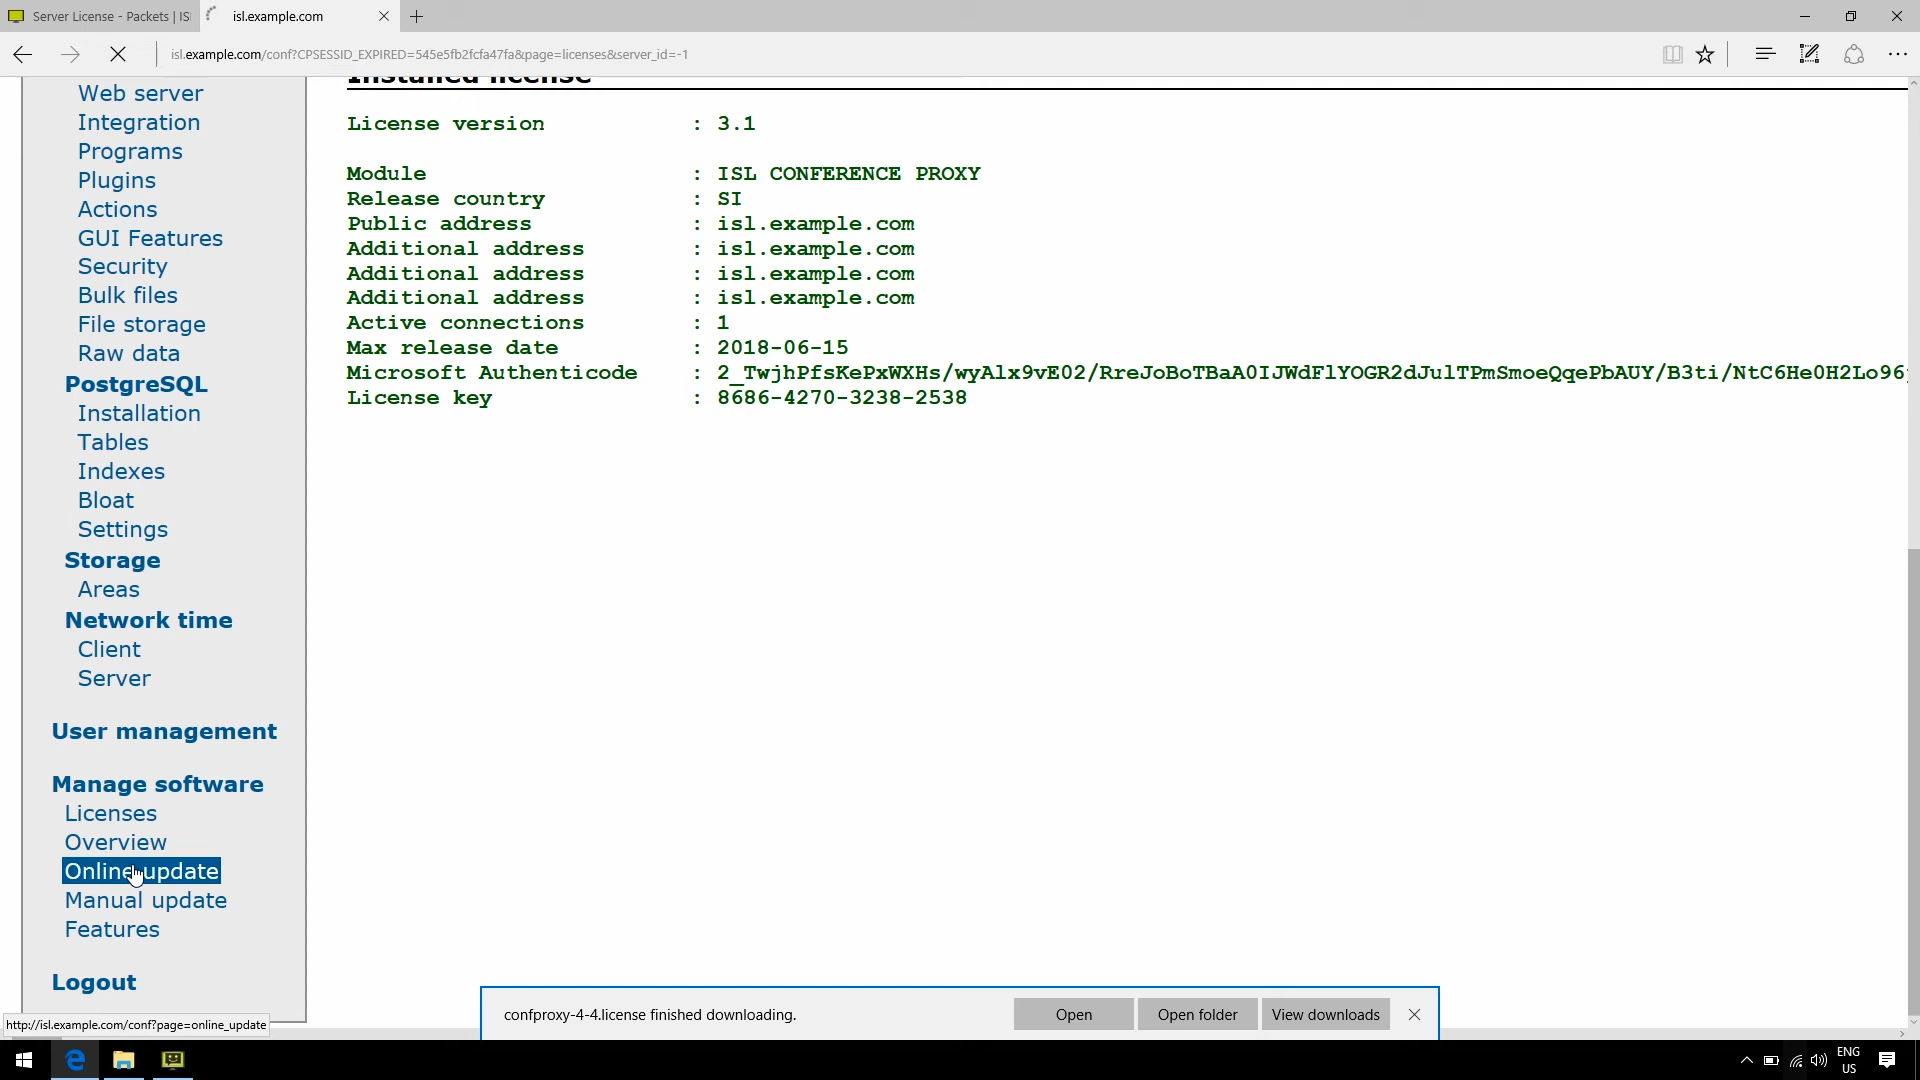 Server License - Packets | IS
isl.example.com
isl.example.com/conf?CPSESSID_EXPIRED=545e5fb2fcfa47fa&page=licenses&server_id=-1
Installed license
Web server
Integration
Programs
Plugins
Actions
GUI Features
Security
Bulk files
File storage
Raw data
PostgreSQL
Installation
Tables
Indexes
Bloat
Settings
Storage
Areas
Network time
Client
Server
User management
Manage software
Licenses
Overview
Online update
Manual update
Features
Logout
License version : 3.1
Module : ISL CONFERENCE PROXY
Release country : SI
Public address : isl.example.com
Additional address : isl.example.com
Additional address : isl.example.com
Additional address : isl.example.com
Active connections : 1
Max release date : 2018-06-15
Microsoft Authenticode : 2_TwjhPfsKePxWXHs/wyAlx9vE02/RreJoBoTBaA0IJWdFlYOGR2dJulTPmSmoeQqePbAUY/B3ti/NtC6He0H2Lo96
License key : 8686-4270-3238-2538
confproxy-4-4.license finished downloading.
Open
Open folder
View downloads
http://isl.example.com/conf?page=online_update
ENG
US